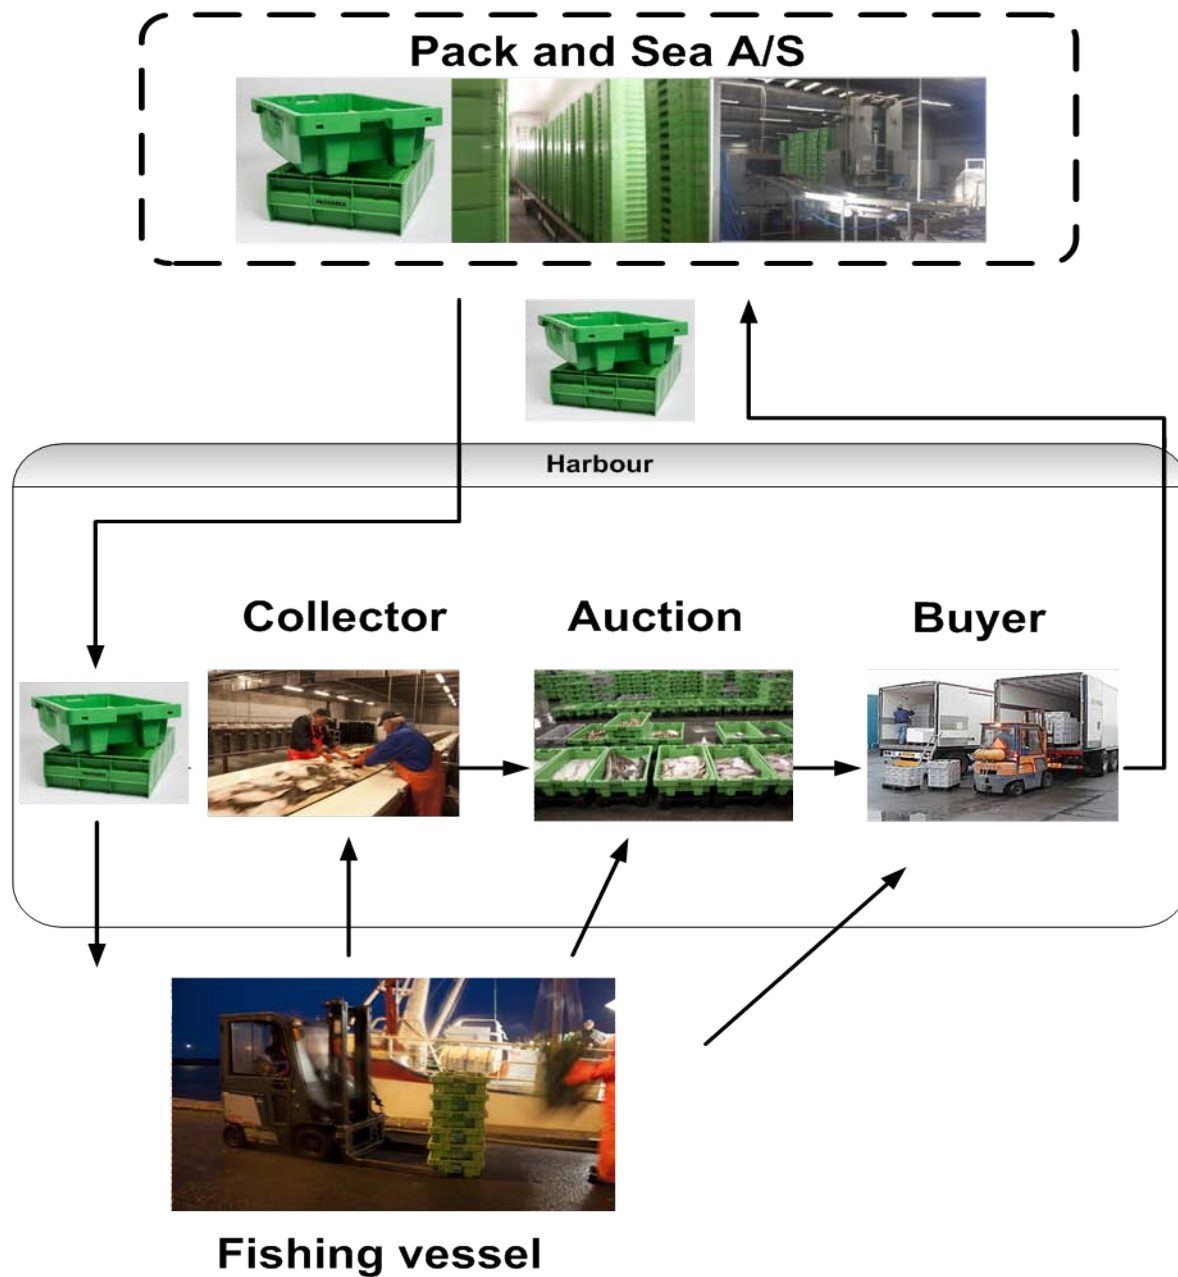 Pack and Sea A/S
Harbour
Collector
Auction
Buyer
Fishing vessel